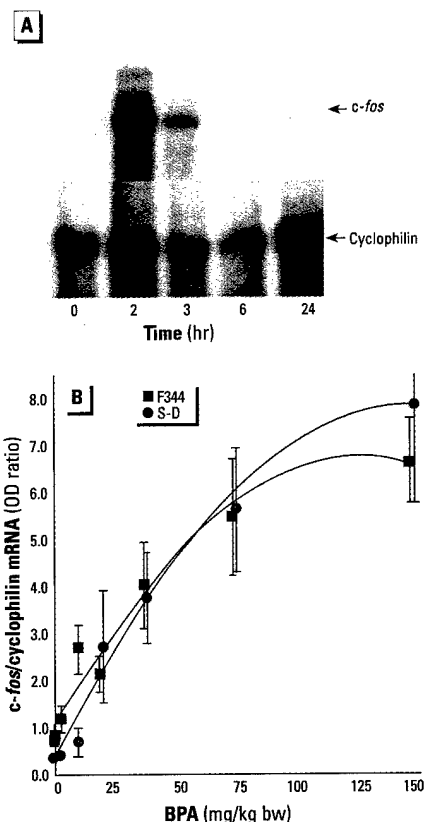 A
← c-fos
← Cyclophilin
0 2 3 6 24
Time (hr)
B
■ F344
● S-D
8.0
7.0
6.0
5.0
4.0
3.0
2.0
1.0
0.0
c-fos/cyclophilin mRNA (OD ratio)
0 25 50 75 100 125 150
BPA (mg/kg bw)